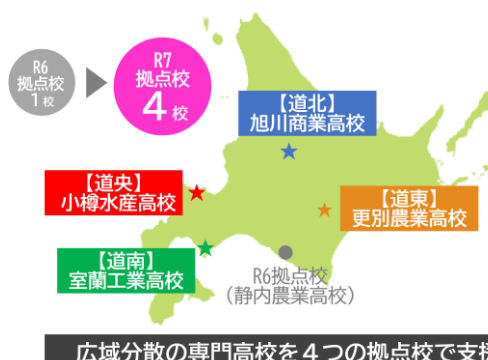 R6
拠点校
1校
R7
拠点校
4校
【道北】
旭川商業高校
【道央】
小樽水産高校
【道東】
更別農業高校
【道南】
室蘭工業高校
R6拠点校
（静内農業高校）
広域分散の専門高校を４つの拠点校で支援